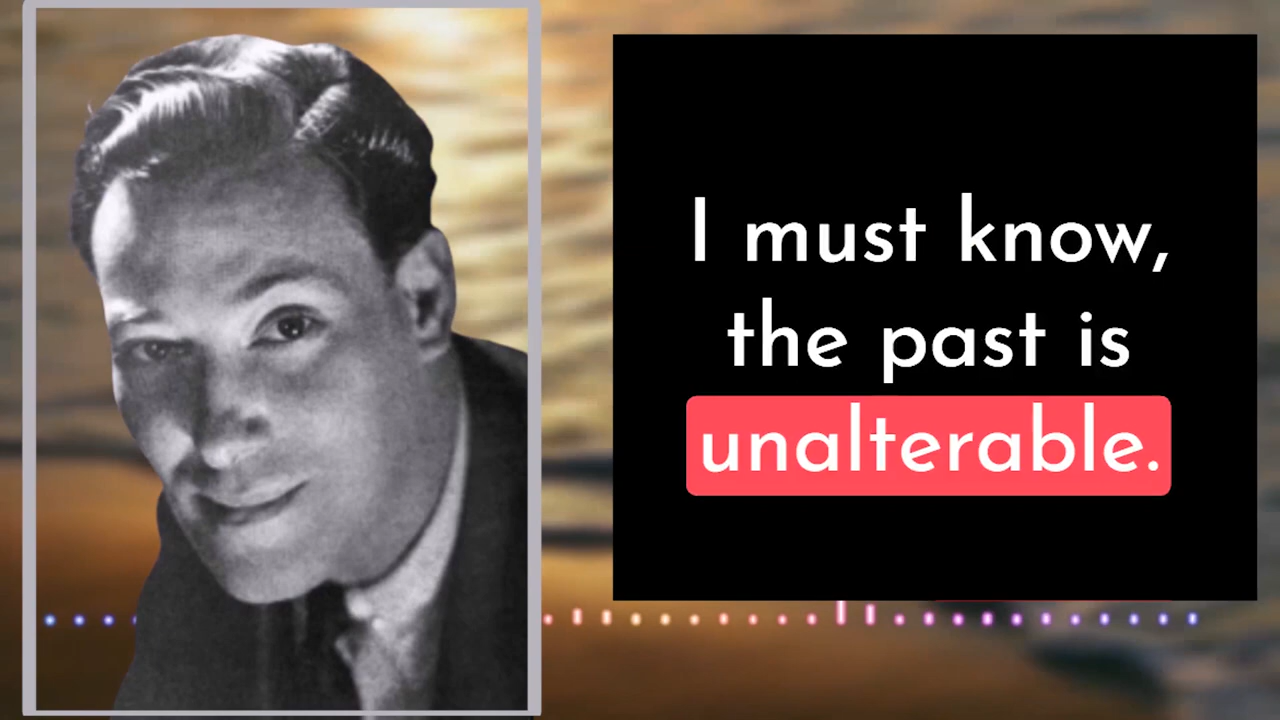 I must know,
the past is
unalterable.